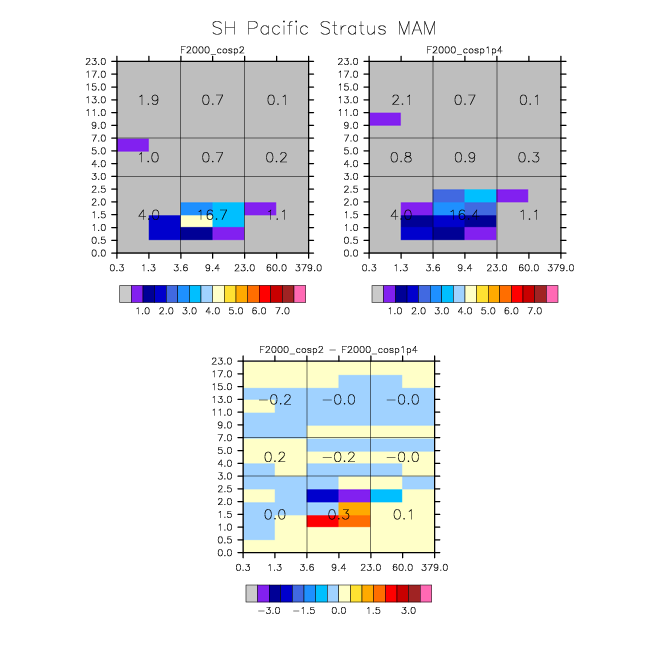 SH Pacific Stratus MAM
F2000_cosp2
23.0
17.0
15.0
13.0
11.0
9.0
7.0
5.0
4.0
3.0
2.5
2.0
1.5
1.0
0.5
0.0
1.9 0.7 0.1
1.0 0.7 0.2
4.0 16.7 1.1
0.3 1.3 3.6 9.4 23.0 60.0 379.0
1.0 2.0 3.0 4.0 5.0 6.0 7.0
F2000_cosp1p4
23.0
17.0
15.0
13.0
11.0
9.0
7.0
5.0
4.0
3.0
2.5
2.0
1.5
1.0
0.5
0.0
2.1 0.7 0.1
0.8 0.9 0.3
4.0 16.4 1.1
0.3 1.3 3.6 9.4 23.0 60.0 379.0
1.0 2.0 3.0 4.0 5.0 6.0 7.0
F2000_cosp2 − F2000_cosp1p4
23.0
17.0
15.0
13.0
11.0
9.0
7.0
5.0
4.0
3.0
2.5
2.0
1.5
1.0
0.5
0.0
−0.2 −0.0 −0.0
0.2 −0.2 −0.0
0.0 0.3 0.1
0.3 1.3 3.6 9.4 23.0 60.0 379.0
−3.0 −1.5 0.0 1.5 3.0